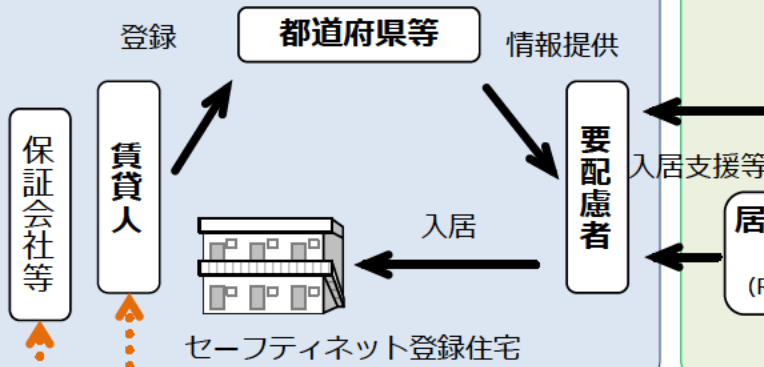 登録
都道府県等
情報提供
保証会社等
賃貸人
要配慮者
入居支援等
入居
居
セーフティネット登録住宅